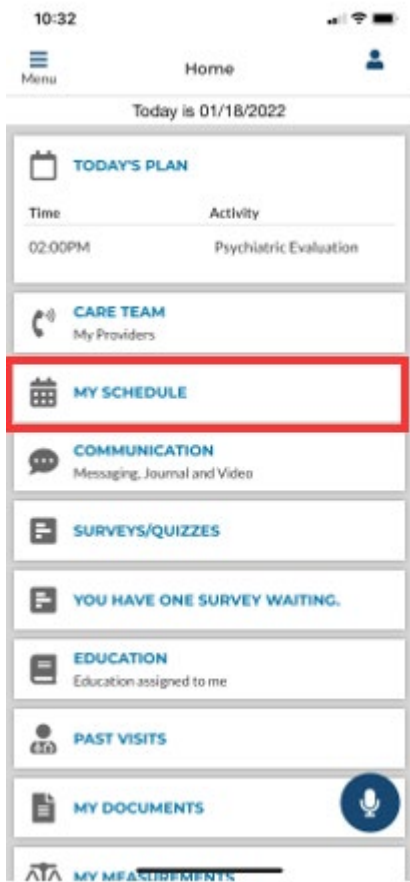 10:32
Menu
Home
Today is 01/18/2022
TODAY'S PLAN
Time Activity
02:00PM Psychiatric Evaluation
CARE TEAM
My Providers
MY SCHEDULE
COMMUNICATION
Messaging, Journal and Video
SURVEYS/QUIZZES
YOU HAVE ONE SURVEY WAITING.
EDUCATION
Education assigned to me
PAST VISITS
MY DOCUMENTS
MY MEASUREMENTS